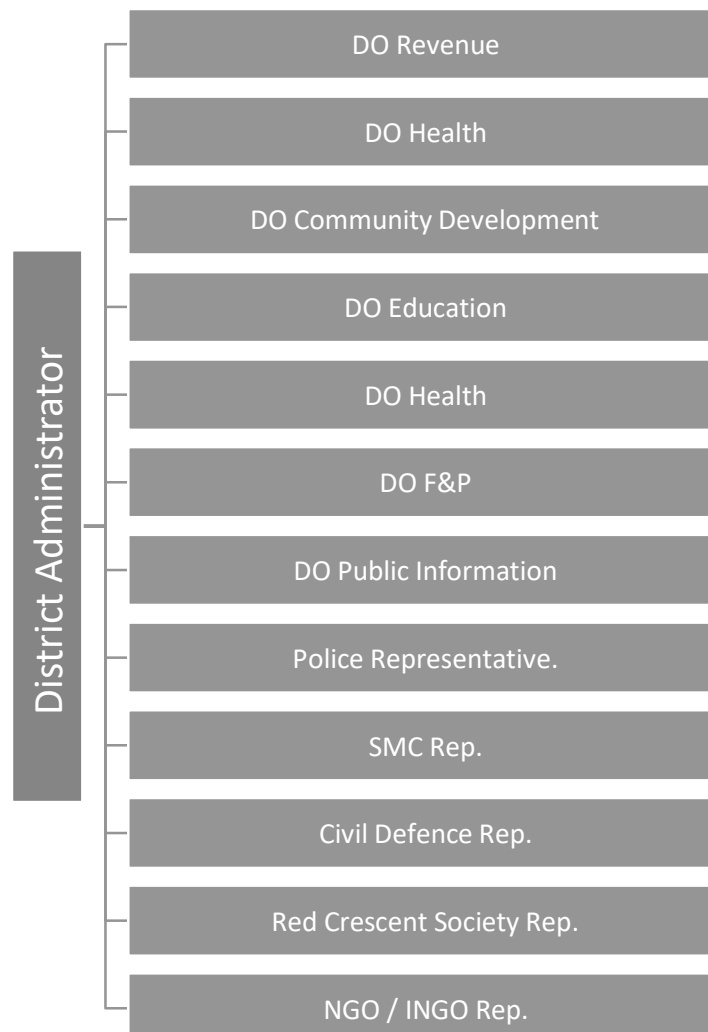 District Administrator
DO Revenue
DO Health
DO Community Development
DO Education
DO Health
DO F&P
DO Public Information
Police Representative.
SMC Rep.
Civil Defence Rep.
Red Crescent Society Rep.
NGO / INGO Rep.